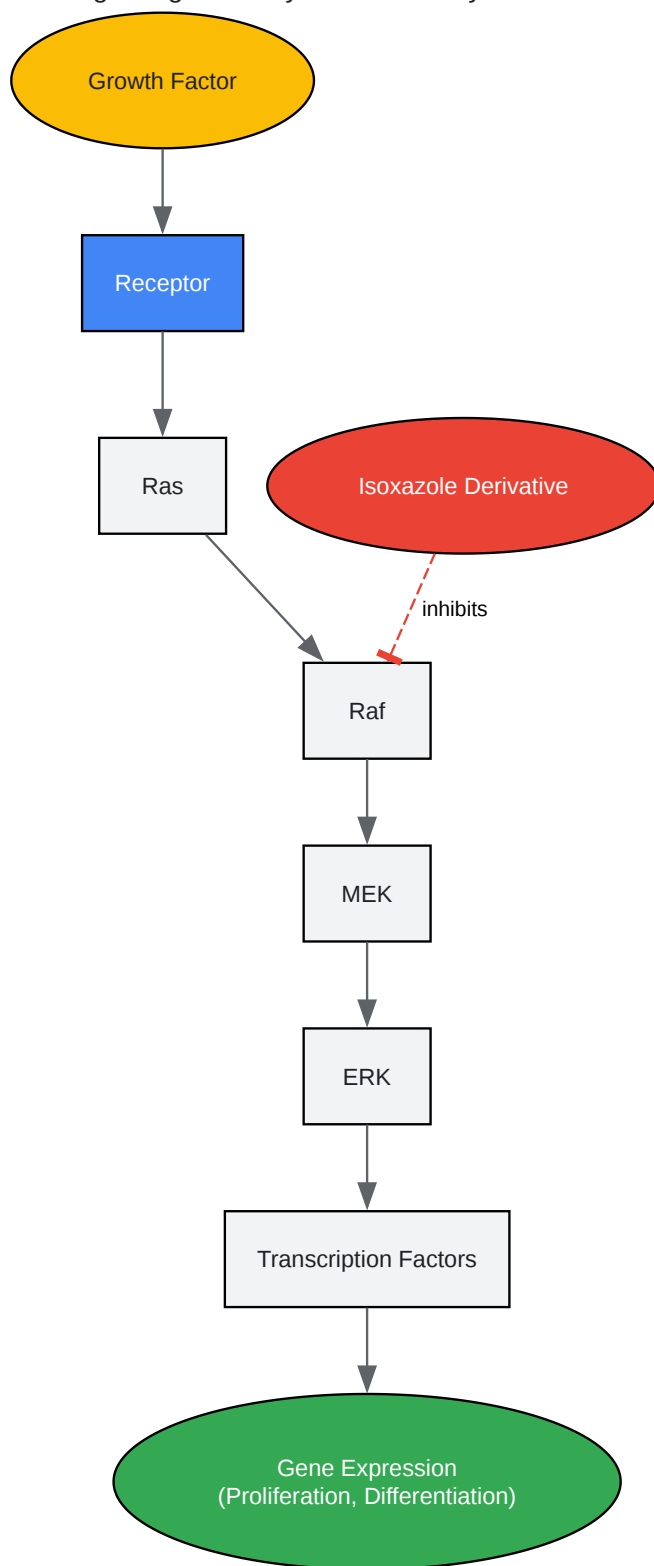 Growth Factor
Receptor
Ras
Isoxazole Derivative
inhibits
Raf
MEK
ERK
Transcription Factors
Gene Expression
(Proliferation, Differentiation)